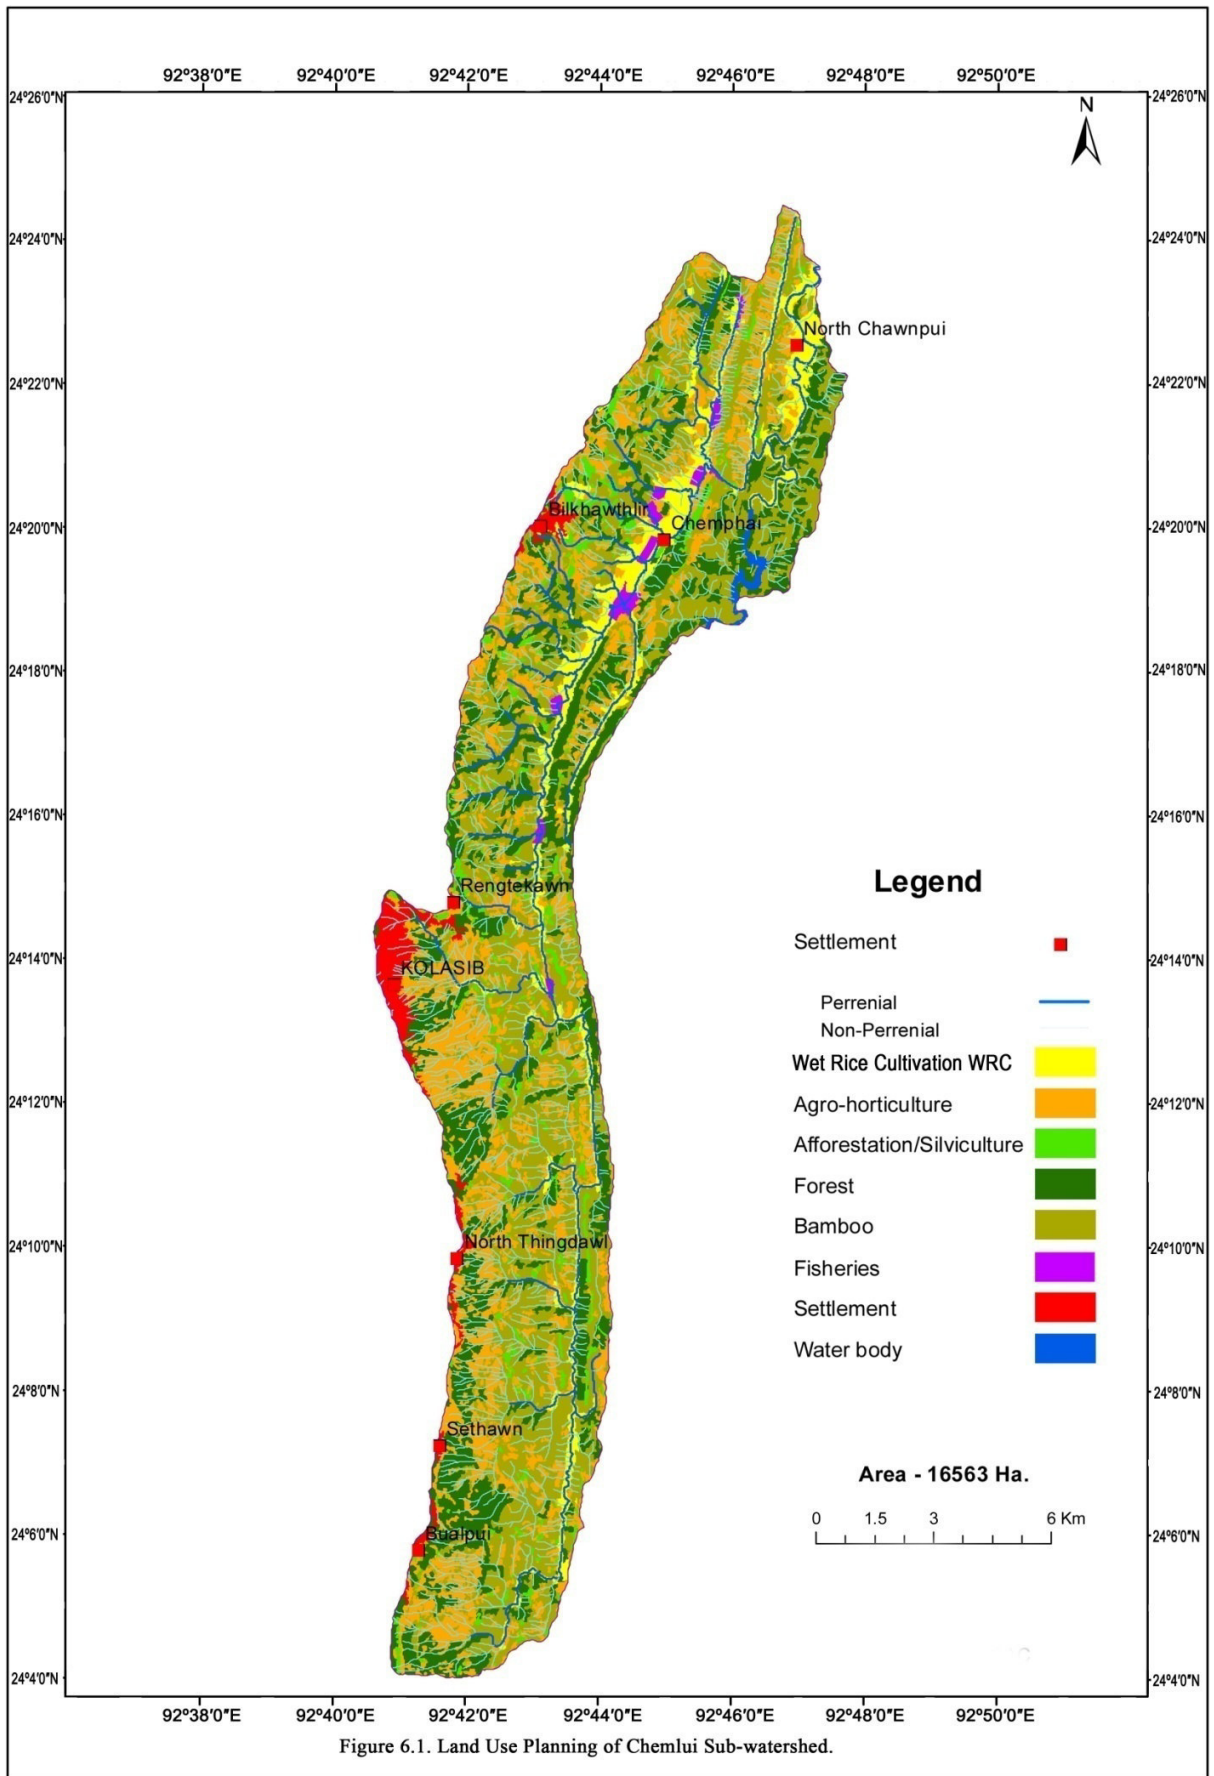 92°38'0"E 92°40'0"E 92°42'0"E 92°44'0"E 92°46'0"E 92°48'0"E 92°50'0"E
24°26'0"N 24°26'0"N
N
24°24'0"N 24°24'0"N
North Chawnpui
24°22'0"N 24°22'0"N
Bilkhawthlir
Chemphai
24°20'0"N 24°20'0"N
24°18'0"N 24°18'0"N
24°16'0"N 24°16'0"N
Rengtekawn
24°14'0"N 24°14'0"N
KOLASIB
24°12'0"N 24°12'0"N
North Thingdawl
24°10'0"N 24°10'0"N
24°8'0"N 24°8'0"N
Sethawn
24°6'0"N 24°6'0"N
Bualpui
24°4'0"N 24°4'0"N
Legend
Settlement
Perrenial
Non-Perrenial
Wet Rice Cultivation WRC
Agro-horticulture
Afforestation/Silviculture
Forest
Bamboo
Fisheries
Settlement
Water body
Area - 16563 Ha.
0 1.5 3 6 Km
92°38'0"E 92°40'0"E 92°42'0"E 92°44'0"E 92°46'0"E 92°48'0"E 92°50'0"E
Figure 6.1. Land Use Planning of Chemlui Sub-watershed.